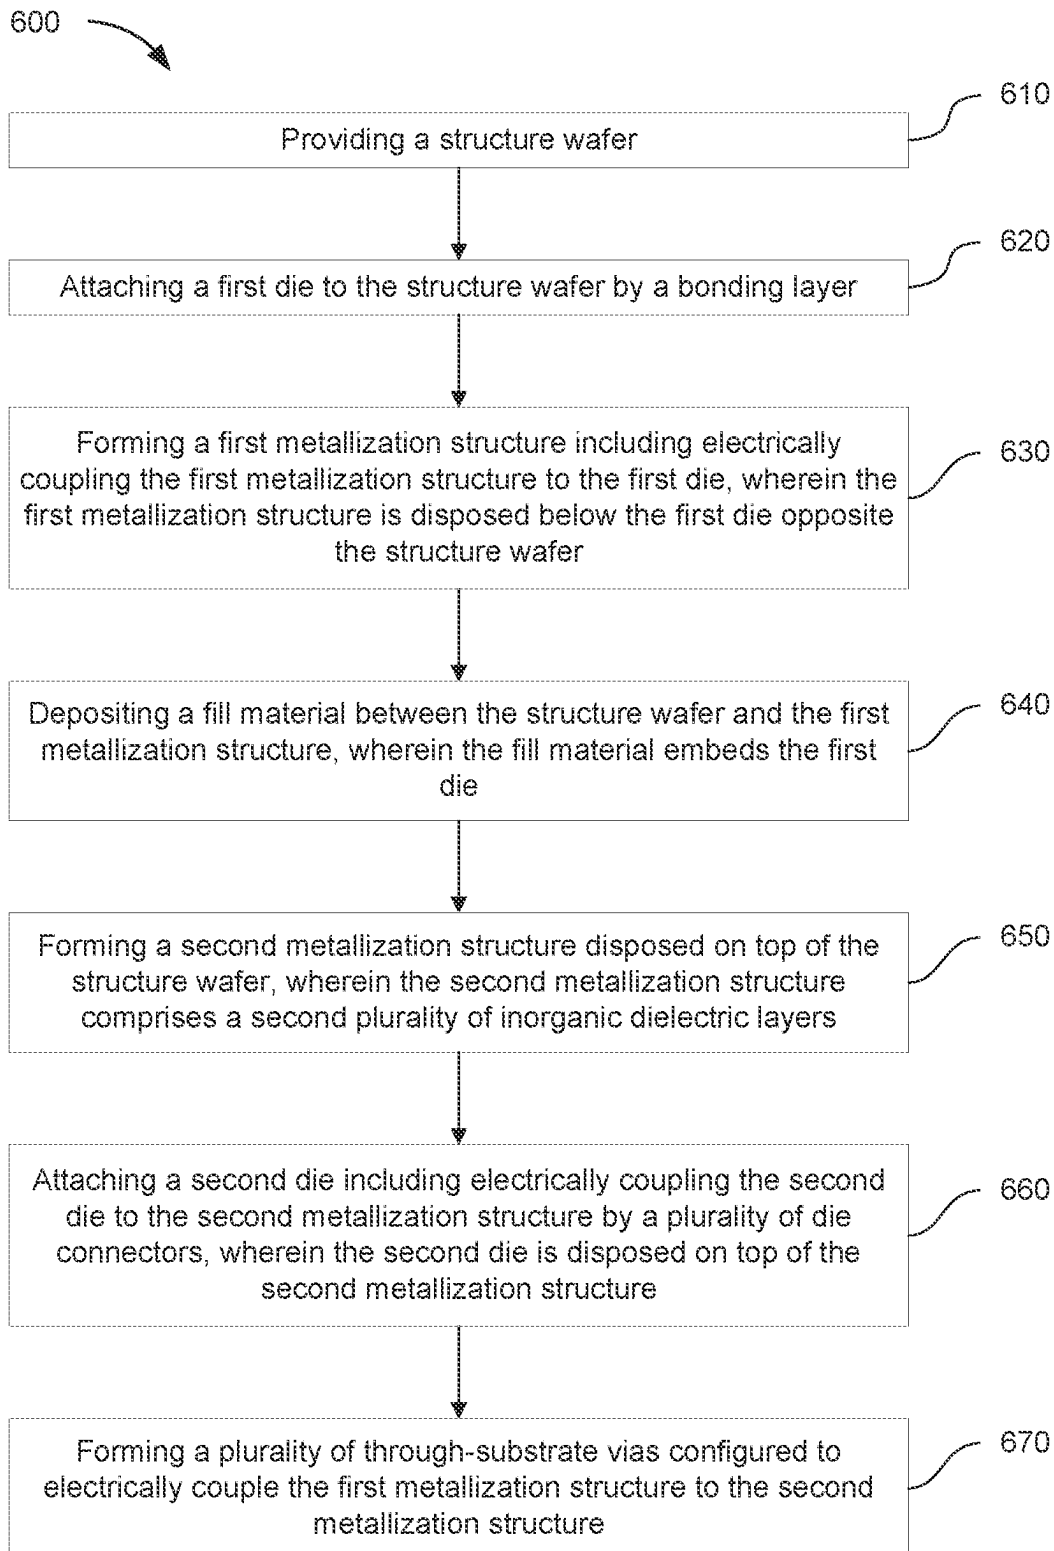 600
610
Providing a structure wafer
620
Attaching a first die to the structure wafer by a bonding layer
630
Forming a first metallization structure including electrically
coupling the first metallization structure to the first die, wherein the
first metallization structure is disposed below the first die opposite
the structure wafer
640
Depositing a fill material between the structure wafer and the first
metallization structure, wherein the fill material embeds the first
die
650
Forming a second metallization structure disposed on top of the
structure wafer, wherein the second metallization structure
comprises a second plurality of inorganic dielectric layers
660
Attaching a second die including electrically coupling the second
die to the second metallization structure by a plurality of die
connectors, wherein the second die is disposed on top of the
second metallization structure
670
Forming a plurality of through-substrate vias configured to
electrically couple the first metallization structure to the second
metallization structure